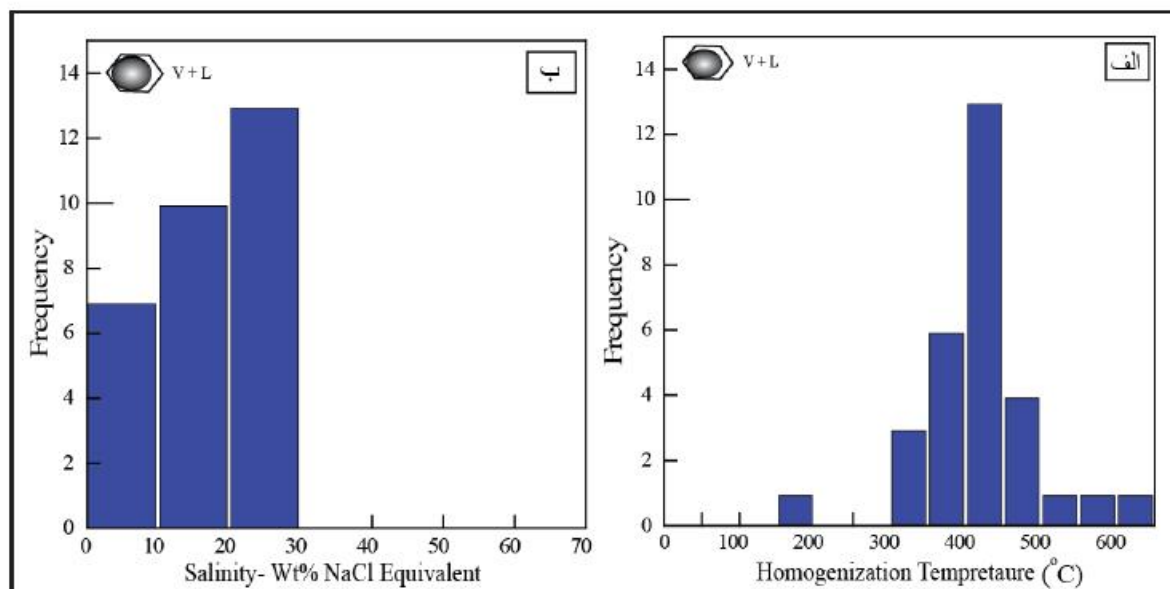 V + L
ب
14
12
10
8
6
4
2
0
Frequency
0 10 20 30 40 50 60 70
Salinity- Wt% NaCl Equivalent
V + L
الف
14
12
10
8
6
4
2
0
Frequency
0 100 200 300 400 500 600
Homogenization Tempretaure (°C)